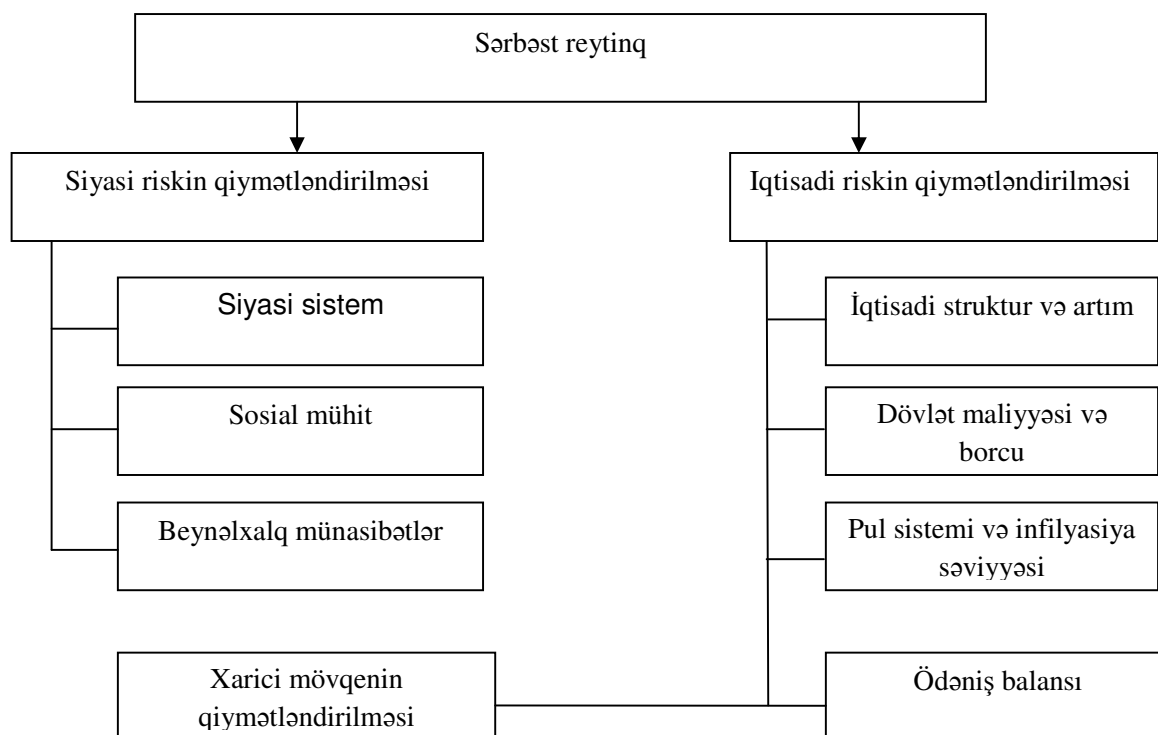 Sərbəst reytinq
Siyasi riskin qiymətləndirilməsi
Iqtisadi riskin qiymətləndirilməsi
Siyasi sistem
İqtisadi struktur və artım
Sosial mühit
Dövlət maliyyəsi və
borcu
Beynəlxalq münasibətlər
Pul sistemi və infilyasiya
səviyyəsi
Xarici mövqenin
qiymətləndirilməsi
Ödəniş balansı